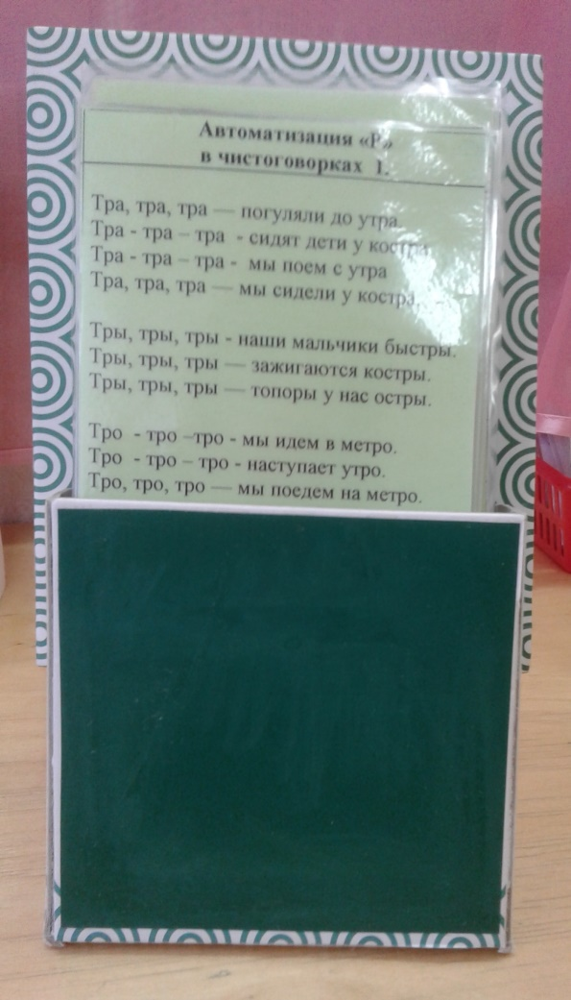 Автоматизация «Р»
в чистоговорках 1.
Тра, тра, тра — погуляли до утра.
Тра - тра – тра - сидят дети у костра
Тра - тра – тра - мы поем с утра
Тра, тра, тра — мы сидели у костра.
Тры, тры, тры - наши мальчики быстры.
Тры, тры, тры — зажигаются костры.
Тры, тры, тры — топоры у нас остры.
Тро - тро –тро - мы идем в метро.
Тро - тро – тро - наступает утро.
Тро, тро, тро — мы поедем на метро.